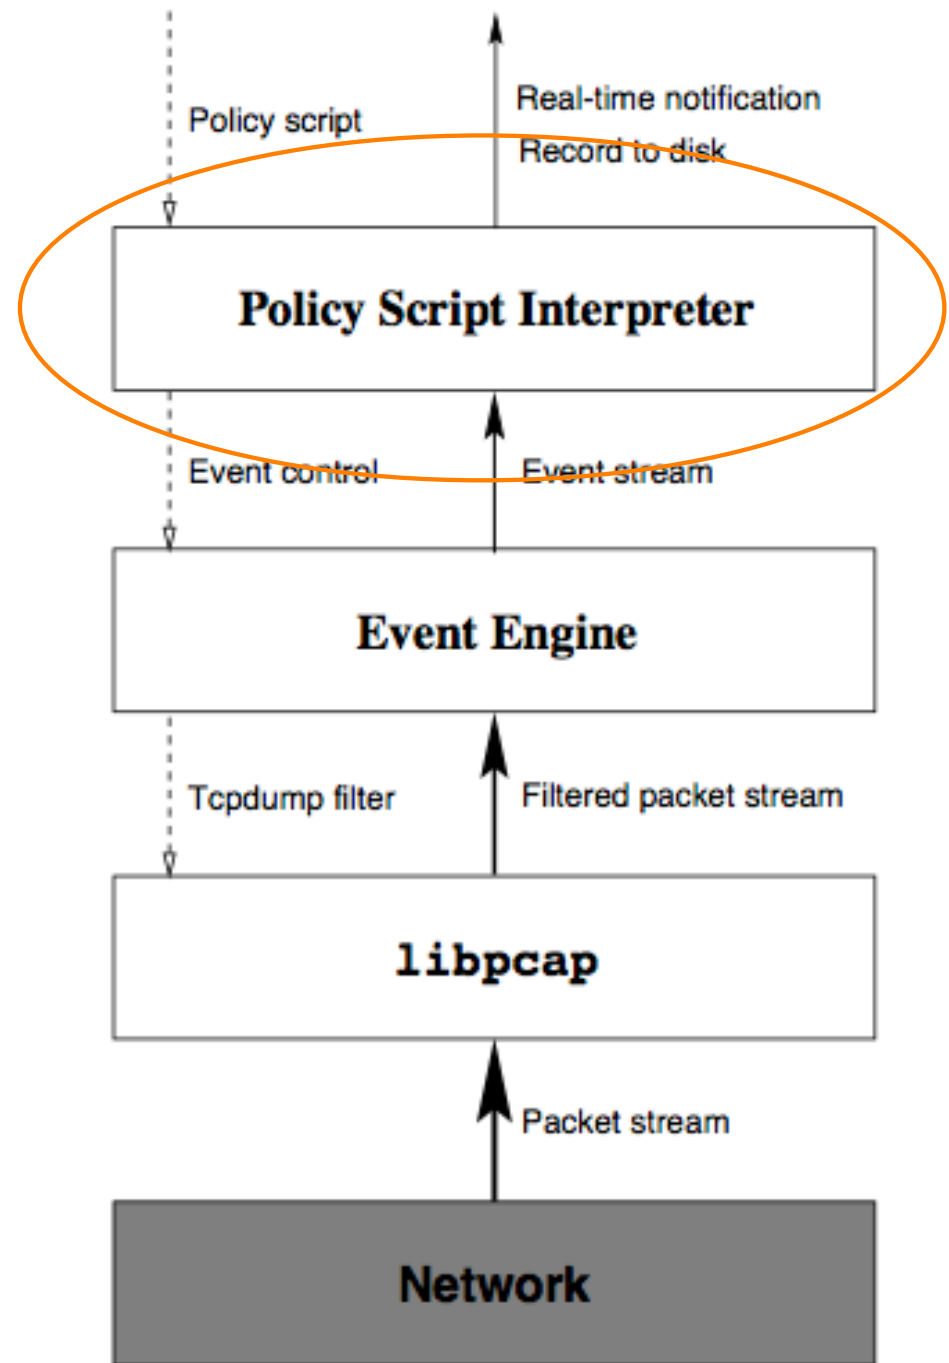 Policy script
Real-time notification
Record to disk
Policy Script Interpreter
Event control
Event stream
Event Engine
Tcpdump filter
Filtered packet stream
libpcap
Packet stream
Network